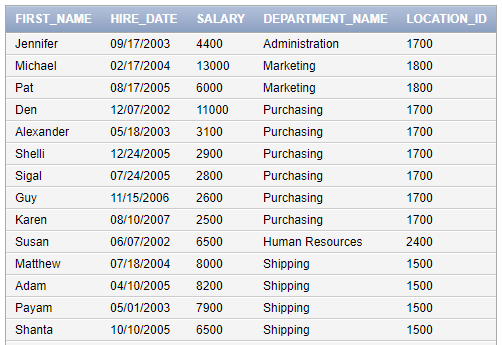 FIRST_NAME HIRE_DATE SALARY DEPARTMENT_NAME LOCATION_ID
Jennifer 09/17/2003 4400 Administration 1700
Michael 02/17/2004 13000 Marketing 1800
Pat 08/17/2005 6000 Marketing 1800
Den 12/07/2002 11000 Purchasing 1700
Alexander 05/18/2003 3100 Purchasing 1700
Shelli 12/24/2005 2900 Purchasing 1700
Sigal 07/24/2005 2800 Purchasing 1700
Guy 11/15/2006 2600 Purchasing 1700
Karen 08/10/2007 2500 Purchasing 1700
Susan 06/07/2002 6500 Human Resources 2400
Matthew 07/18/2004 8000 Shipping 1500
Adam 04/10/2005 8200 Shipping 1500
Payam 05/01/2003 7900 Shipping 1500
Shanta 10/10/2005 6500 Shipping 1500